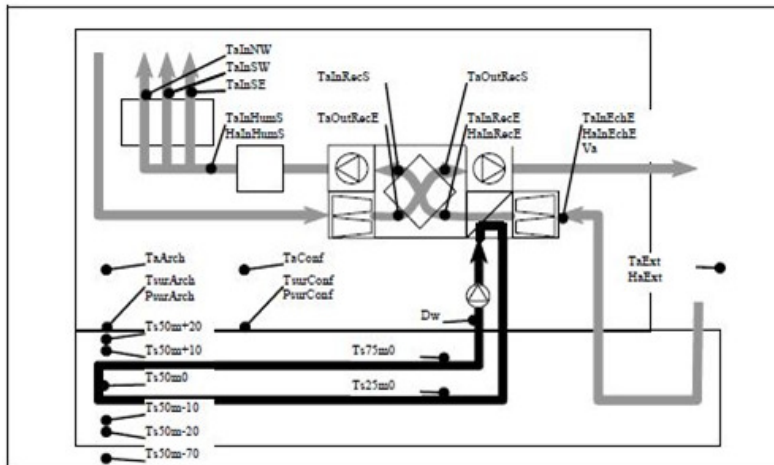 TaInNW
TaInSW
TaInSE
TaInRecS
TaOutRecS
TaInHumS
HaInHumS
TaOutRecE
TaInRecE
HaInRecE
TaInEchE
HaInEchE
Va
TaArch
TaConf
TaExt
HaExt
TsurArch
PsurArch
TsurConf
PsurConf
Dw
Ts50m+20
Ts50m+10
Ts75m0
Ts50m0
Ts25m0
Ts50m-10
Ts50m-20
Ts50m-70